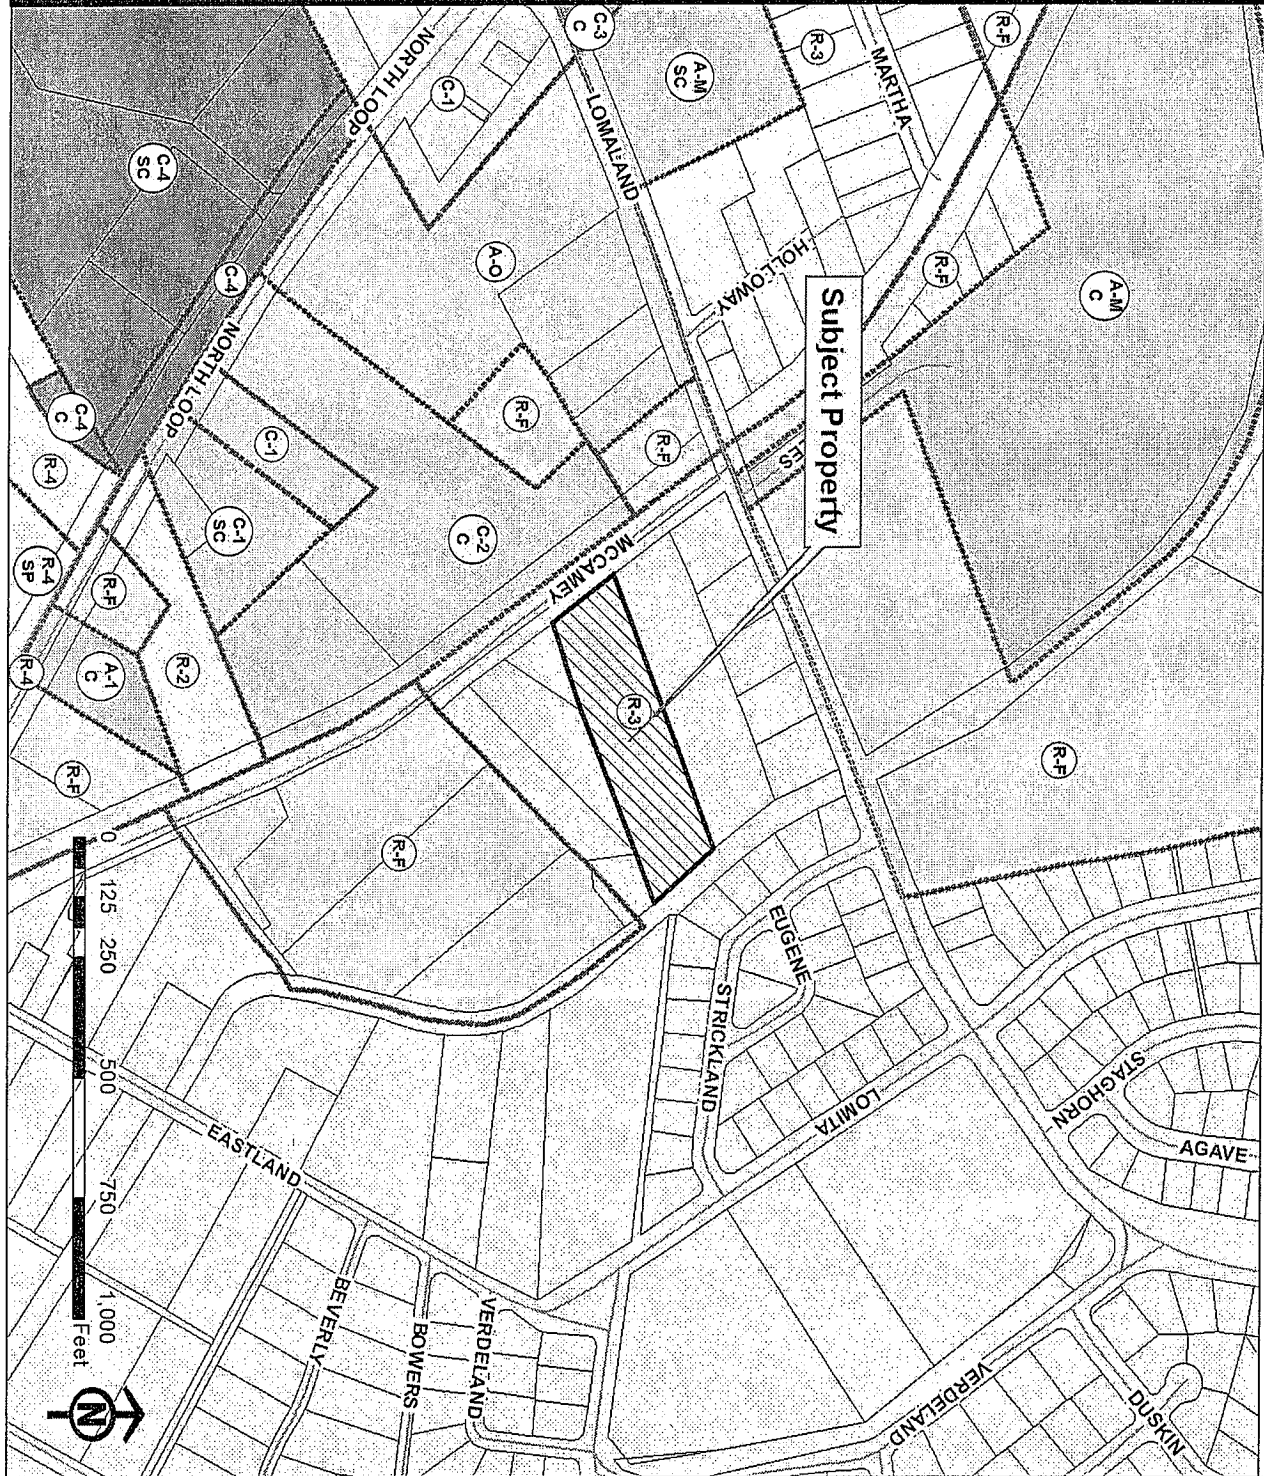 NORTH LOOP
C-1
C-3
C
A-M
SC
R-3
MARTHA
R-F
LOMALAND
C-4
SC
A-O
HOLLOWAY
R-F
A-M
C
C-4
NORTH LOOP
Subject Property
R-F
R-F
C-4
C
C-1
R-4
C-1
SC
C-2
C
MCCAMEY
R-4
SP
R-F
R-2
A-1
C
R-4
R-3
R-F
R-F
R-F
EUGENE
STRICKLAND
LOMITA
STAGHORN
AGAVE
EASTLAND
BEVERLY
BOWERS
VERDELAND
VERDELAND
DUSKIN
0 125 250 500 750 1,000
Feet
N